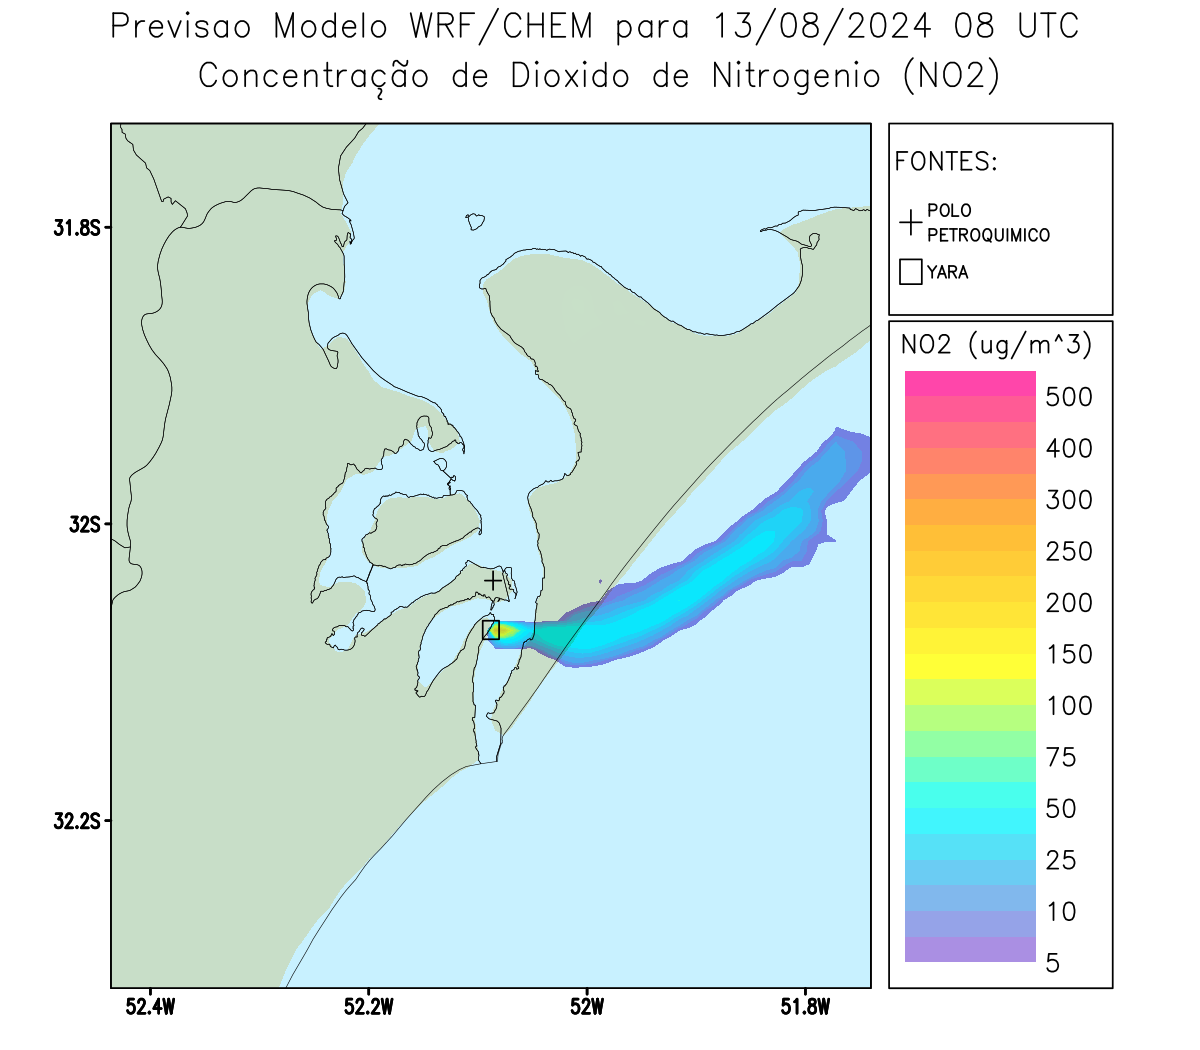 Previsao Modelo WRF/CHEM para 13/08/2024 08 UTC
Concentração de Dioxido de Nitrogenio (NO2)
FONTES:
POLO
PETROQUIMICO
YARA
31.8S
32S
32.2S
52.4W
52.2W
52W
51.8W
NO2 (ug/m^3)
500
400
300
250
200
150
100
75
50
25
10
5